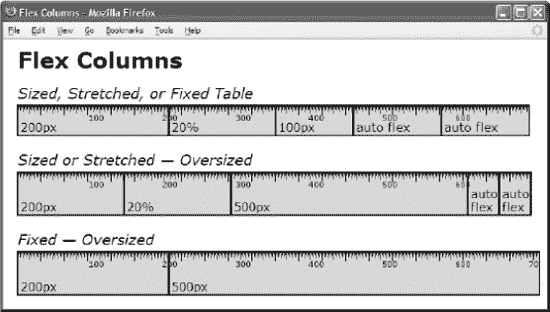 Flex Columns - Mozilla Firefox
File Edit View Go Bookmarks Tools Help
Flex Columns
Sized, Stretched, or Fixed Table
100 200 300 400 500 600
200px 20% 100px auto flex auto flex
Sized or Stretched — Oversized
100 200 300 400 500 600
200px 20% 500px auto flex auto flex
Fixed — Oversized
100 200 300 400 500 600 70
200px 500px